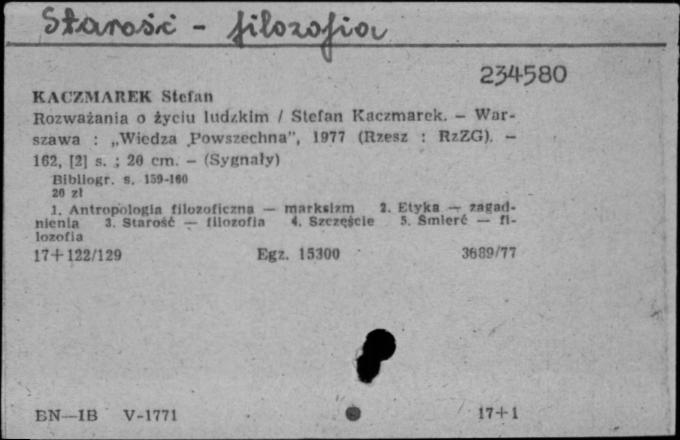 Starość - filozofia
234580
KACZMAREK Stefan
Rozważania o życiu ludzkim / Stefan Kaczmarek. — War-
szawa : „Wiedza Powszechna”, 1977 (Rzesz : RzZG). —
162, [2] s. ; 20 cm. — (Sygnały)
Bibliogr. s. 159-160
20 zł
1. Antropologia filozoficzna — marksizm 2. Etyka — zagad-
nienia 3. Starość — filozofia 4. Szczęście 5. Śmierć — fi-
lozofia
17+122/129 Egz. 15300 3689/77
BN—IB V-1771 17+1